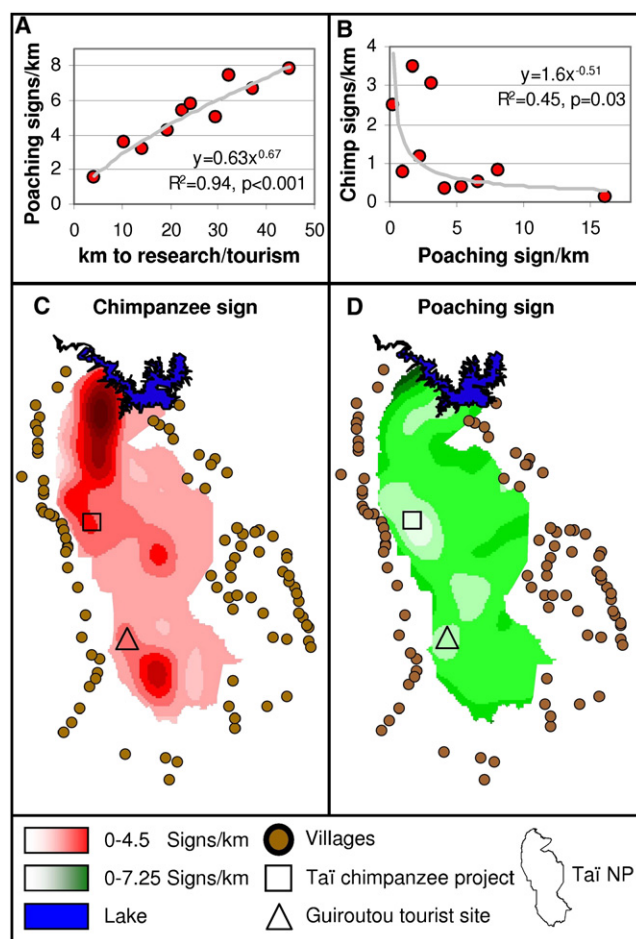 A
Poaching signs/km
8
6
4
2
0
y=0.63x^0.67
R²=0.94, p<0.001
0 10 20 30 40 50
km to research/tourism
B
Chimp signs/km
4
3
2
1
0
y=1.6x^-0.51
R²=0.45, p=0.03
0 5 10 15
Poaching sign/km
C Chimpanzee sign
D Poaching sign
0-4.5 Signs/km
0-7.25 Signs/km
Lake
Villages
Taï chimpanzee project
Guiroutou tourist site
Taï NP